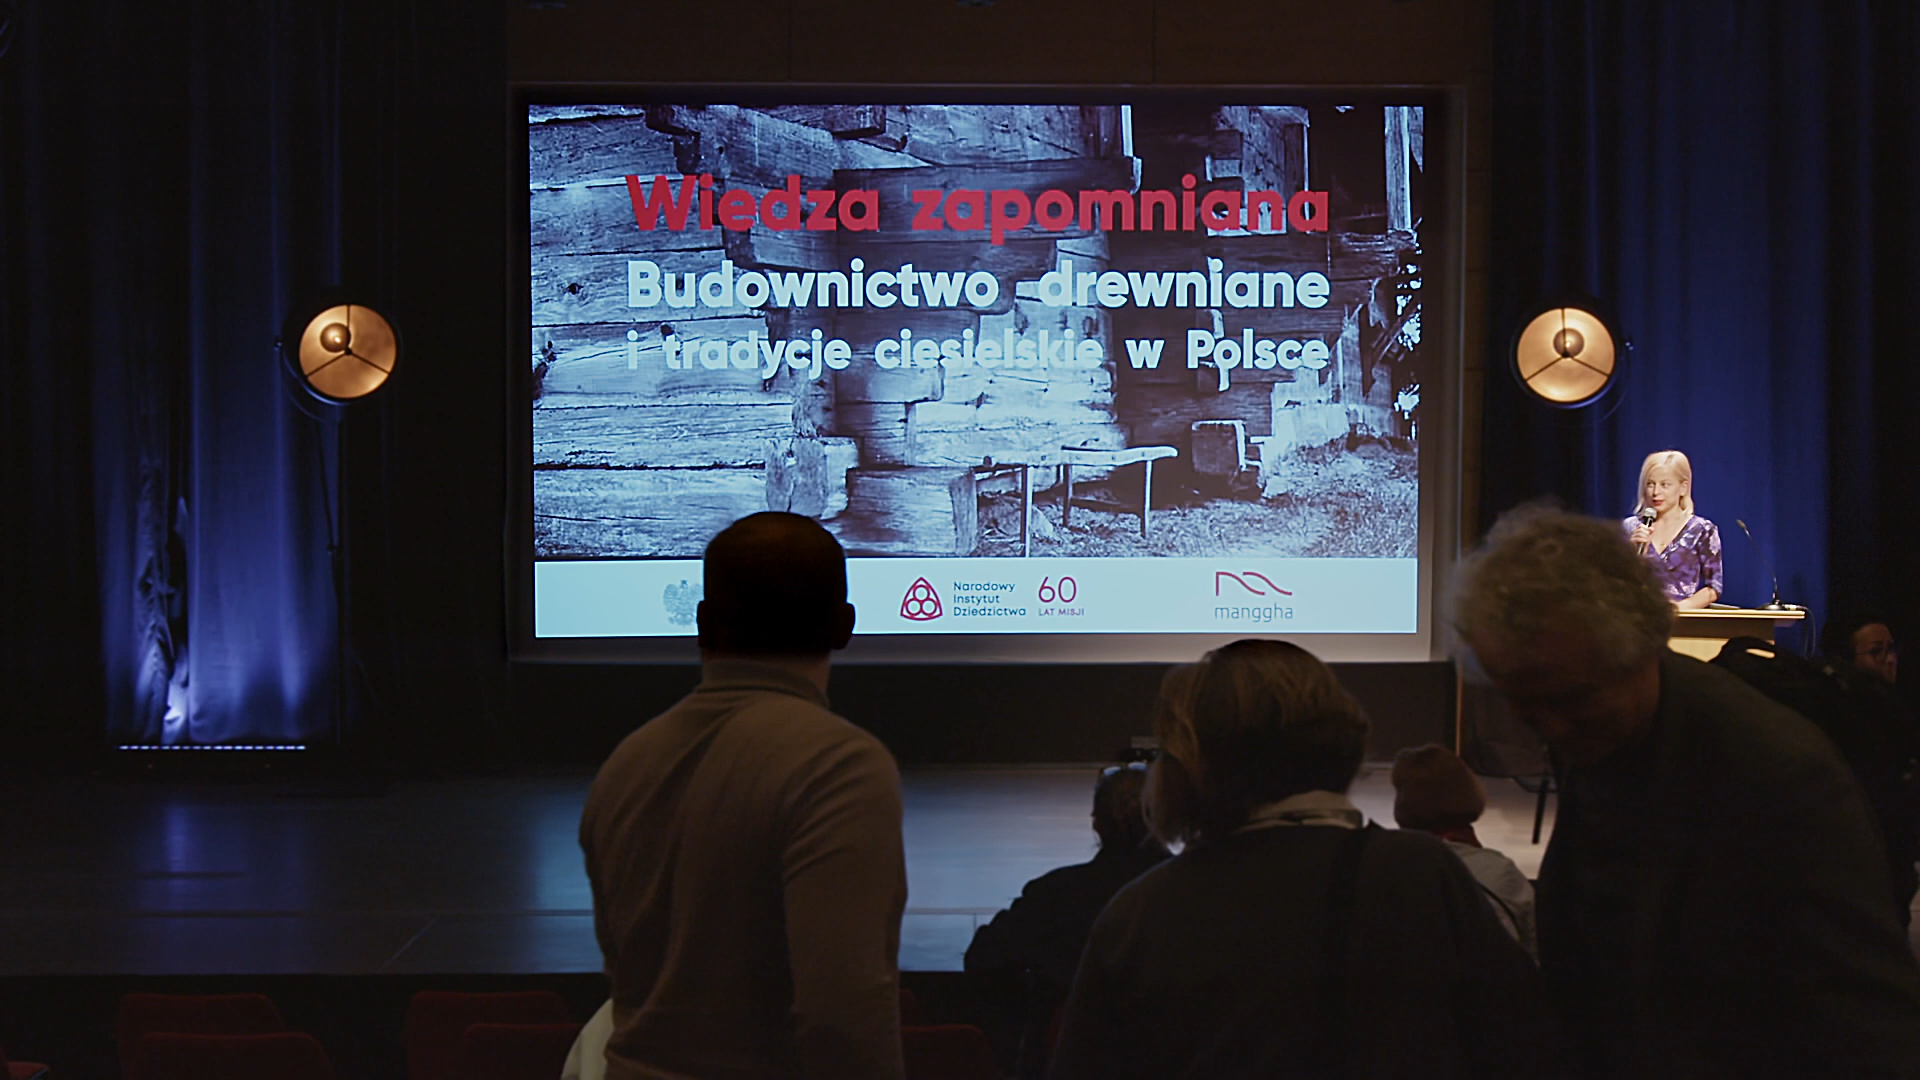 Wiedza zapomniana
Budownictwo drewniane
i tradycje ciesielskie w Polsce
Narodowy
Instytut
Dziedzictwa
60
LAT MISJI
manggha